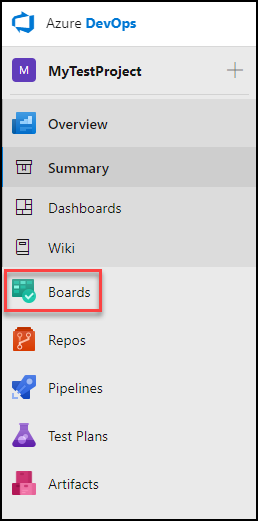 Azure DevOps
M MyTestProject
Overview
Summary
Dashboards
Wiki
Boards
Repos
Pipelines
Test Plans
Artifacts